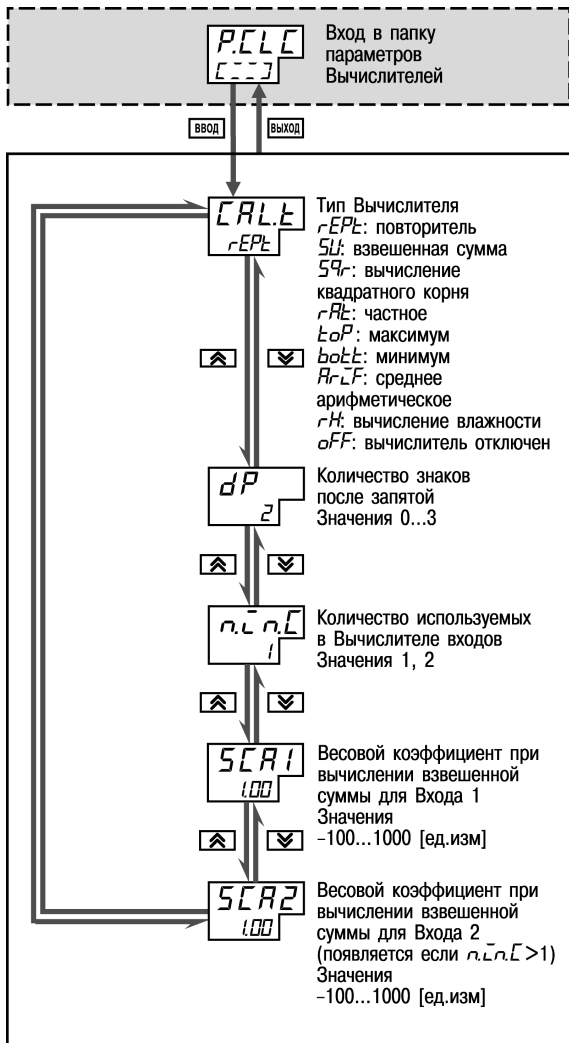 P.CLC
[---]
Вход в папку
параметров
Вычислителей
ВВОД
ВЫХОД
CAL.t
rEPt
Тип Вычислителя
rEPt: повторитель
SU: взвешенная сумма
Sqr: вычисление
квадратного корня
rAt: частное
toP: максимум
bott: минимум
AriF: среднее
арифметическое
rH: вычисление влажности
oFF: вычислитель отключен
dP
2
Количество знаков
после запятой
Значения 0...3
n.in.C
1
Количество используемых
в Вычислителе входов
Значения 1, 2
SCA1
1.00
Весовой коэффициент при
вычислении взвешенной
суммы для Входа 1
Значения
–100...1000 [ед.изм]
SCA2
1.00
Весовой коэффициент при
вычислении взвешенной
суммы для Входа 2
(появляется если n.in.C >1)
Значения
–100...1000 [ед.изм]